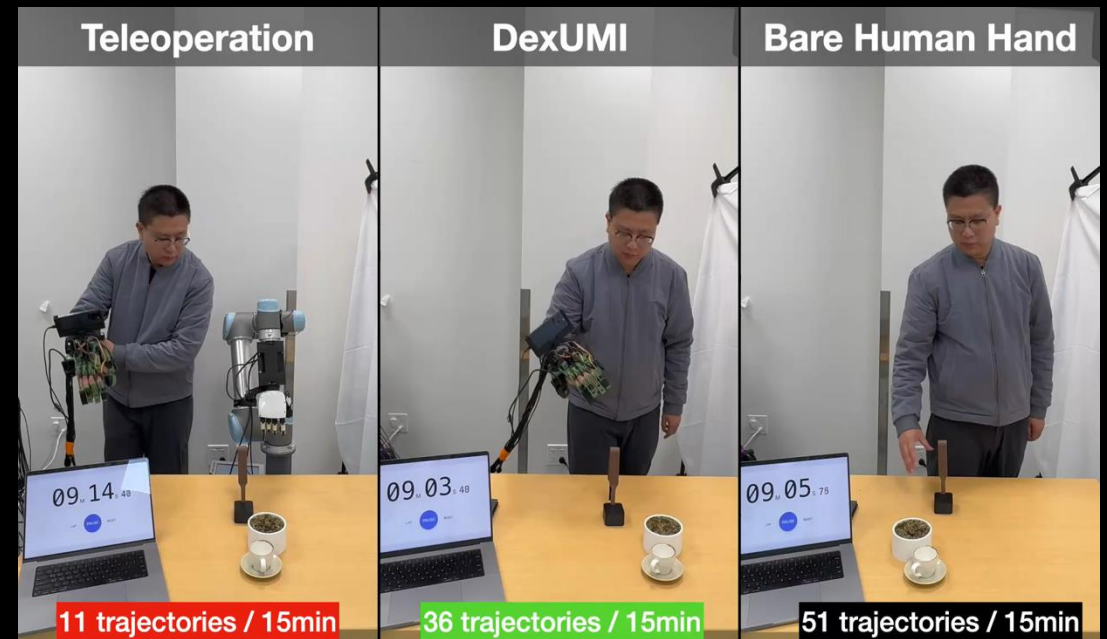 Teleoperation
DexUMI
Bare Human Hand
09 M 14 S 40
09 M 03 S 40
09 M 05 S 78
11 trajectories / 15min
36 trajectories / 15min
51 trajectories / 15min